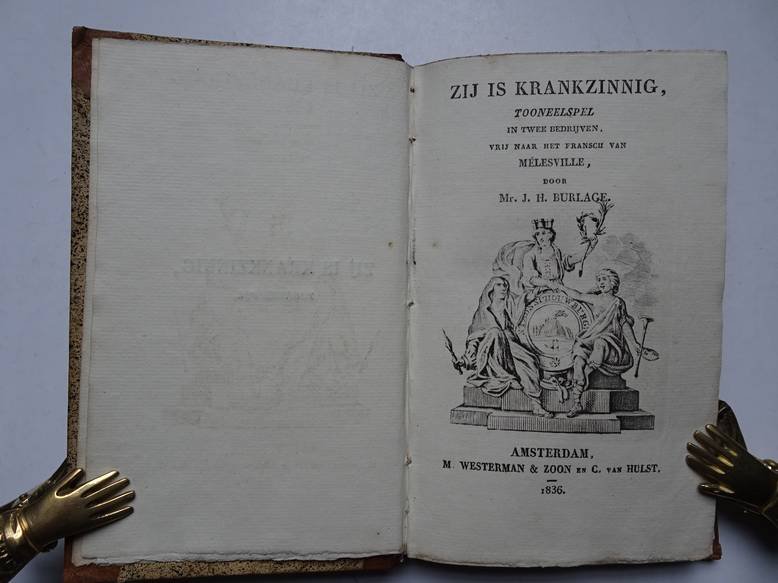 ZIJ IS KRANKZINNIG,
TOONEELSPEL
IN TWEE BEDRIJVEN,
VRIJ NAAR HET FRANSCH VAN
MÉLESVILLE,
DOOR
Mr. J. H. BURLAGE.
AMSTERDAM,
M. WESTERMAN & ZOON EN C. VAN HULST.
1836.